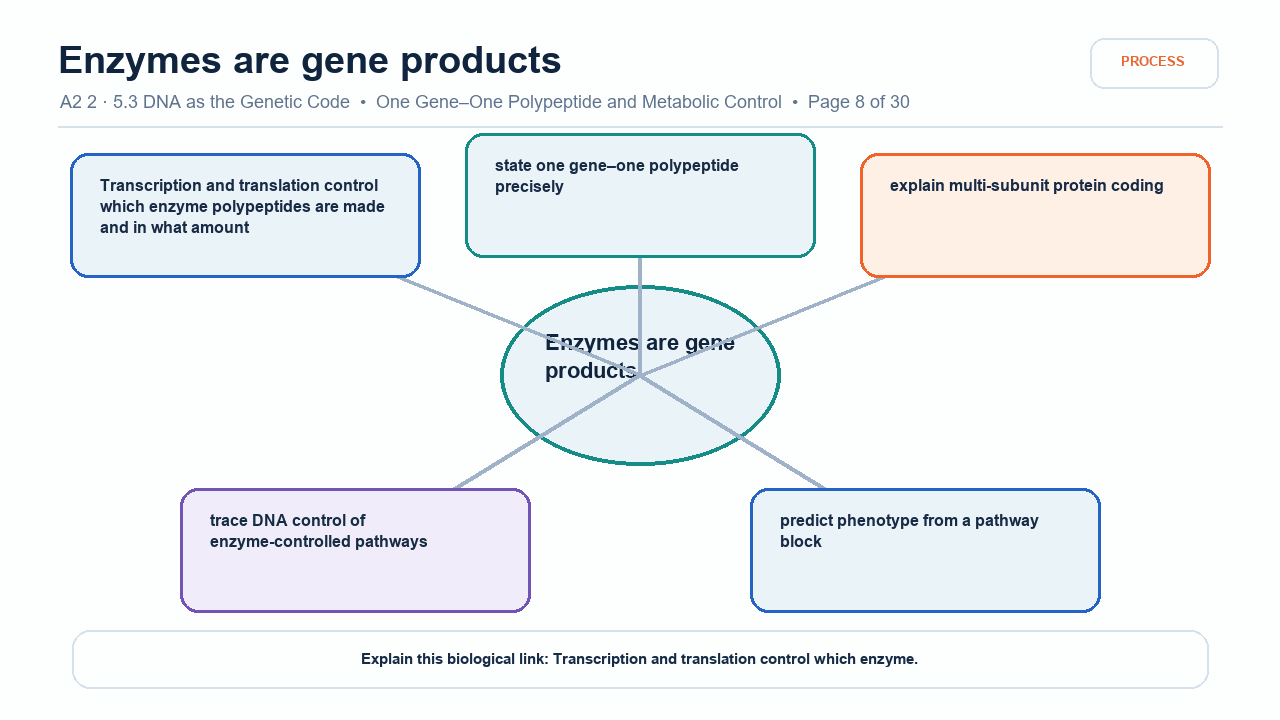 Enzymes are gene products
PROCESS
A2 2 · 5.3 DNA as the Genetic Code • One Gene–One Polypeptide and Metabolic Control • Page 8 of 30
Transcription and translation control
which enzyme polypeptides are made
and in what amount
state one gene–one polypeptide
precisely
explain multi-subunit protein coding
Enzymes are gene
products
trace DNA control of
enzyme-controlled pathways
predict phenotype from a pathway
block
Explain this biological link: Transcription and translation control which enzyme.